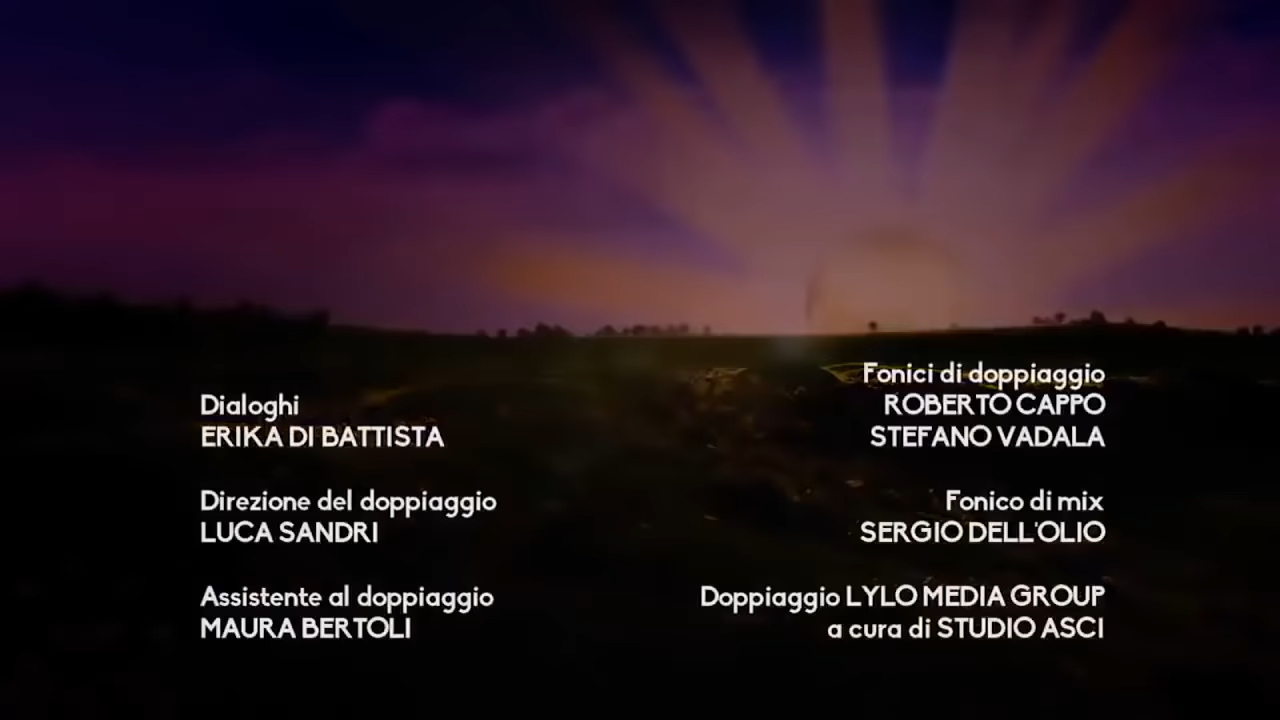 Dialoghi
ERIKA DI BATTISTA
Direzione del doppiaggio
LUCA SANDRI
Assistente al doppiaggio
MAURA BERTOLI
Fonici di doppiaggio
ROBERTO CAPPO
STEFANO VADALA
Fonico di mix
SERGIO DELL'OLIO
Doppiaggio LYLO MEDIA GROUP
a cura di STUDIO ASCI